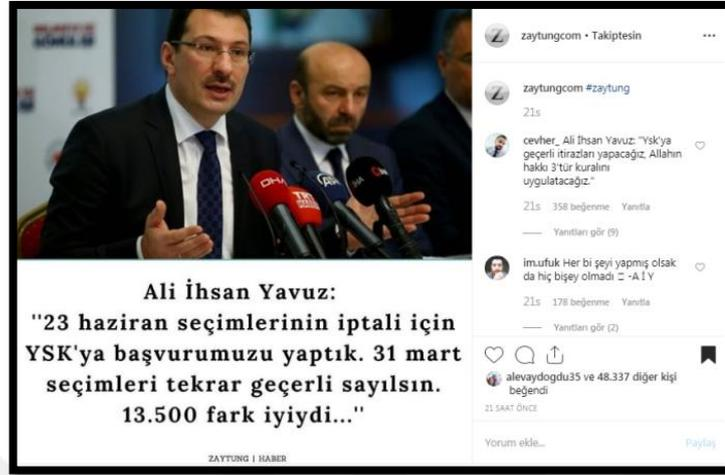 Z
zaytungcom • Takiptesin
...
DHA
TRT
AA
Ali İhsan Yavuz:
"23 haziran seçimlerinin iptali için
YSK'ya başvurumuzu yaptık. 31 mart
seçimleri tekrar geçerli sayılsın.
13.500 fark iyiydi..."
ZAYTUNG | HABER
Z
zaytungcom #zaytung
21s
cevher_ Ali İhsan Yavuz: "Ysk'ya
geçerli itirazları yapacağız, Allahın
hakkı 3'tür kuralını
uygulatacağız."
21s 358 beğenme Yanıtla
Yanıtları gör (9)
im.ufuk Her bi şeyi yapmış olsak
da hiç bişey olmadı :: -A İ Y
21s 178 beğenme Yanıtla
Yanıtları gör (2)
alevaydogdu35 ve 48.337 diğer kişi
beğendi
21 SAAT ÖNCE
Yorum ekle...
Paylaş